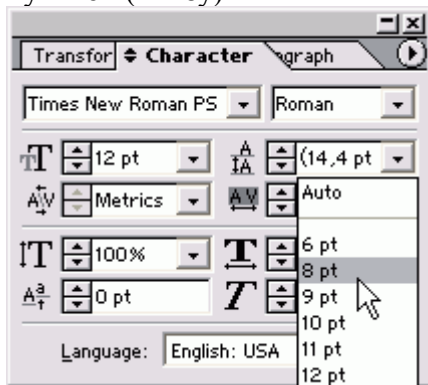 Transfor Character agraph
Times New Roman PS Roman
12 pt (14,4 pt
Metrics Auto
6 pt
100% 8 pt
0 pt 9 pt
10 pt
Language: English: USA 11 pt
12 pt